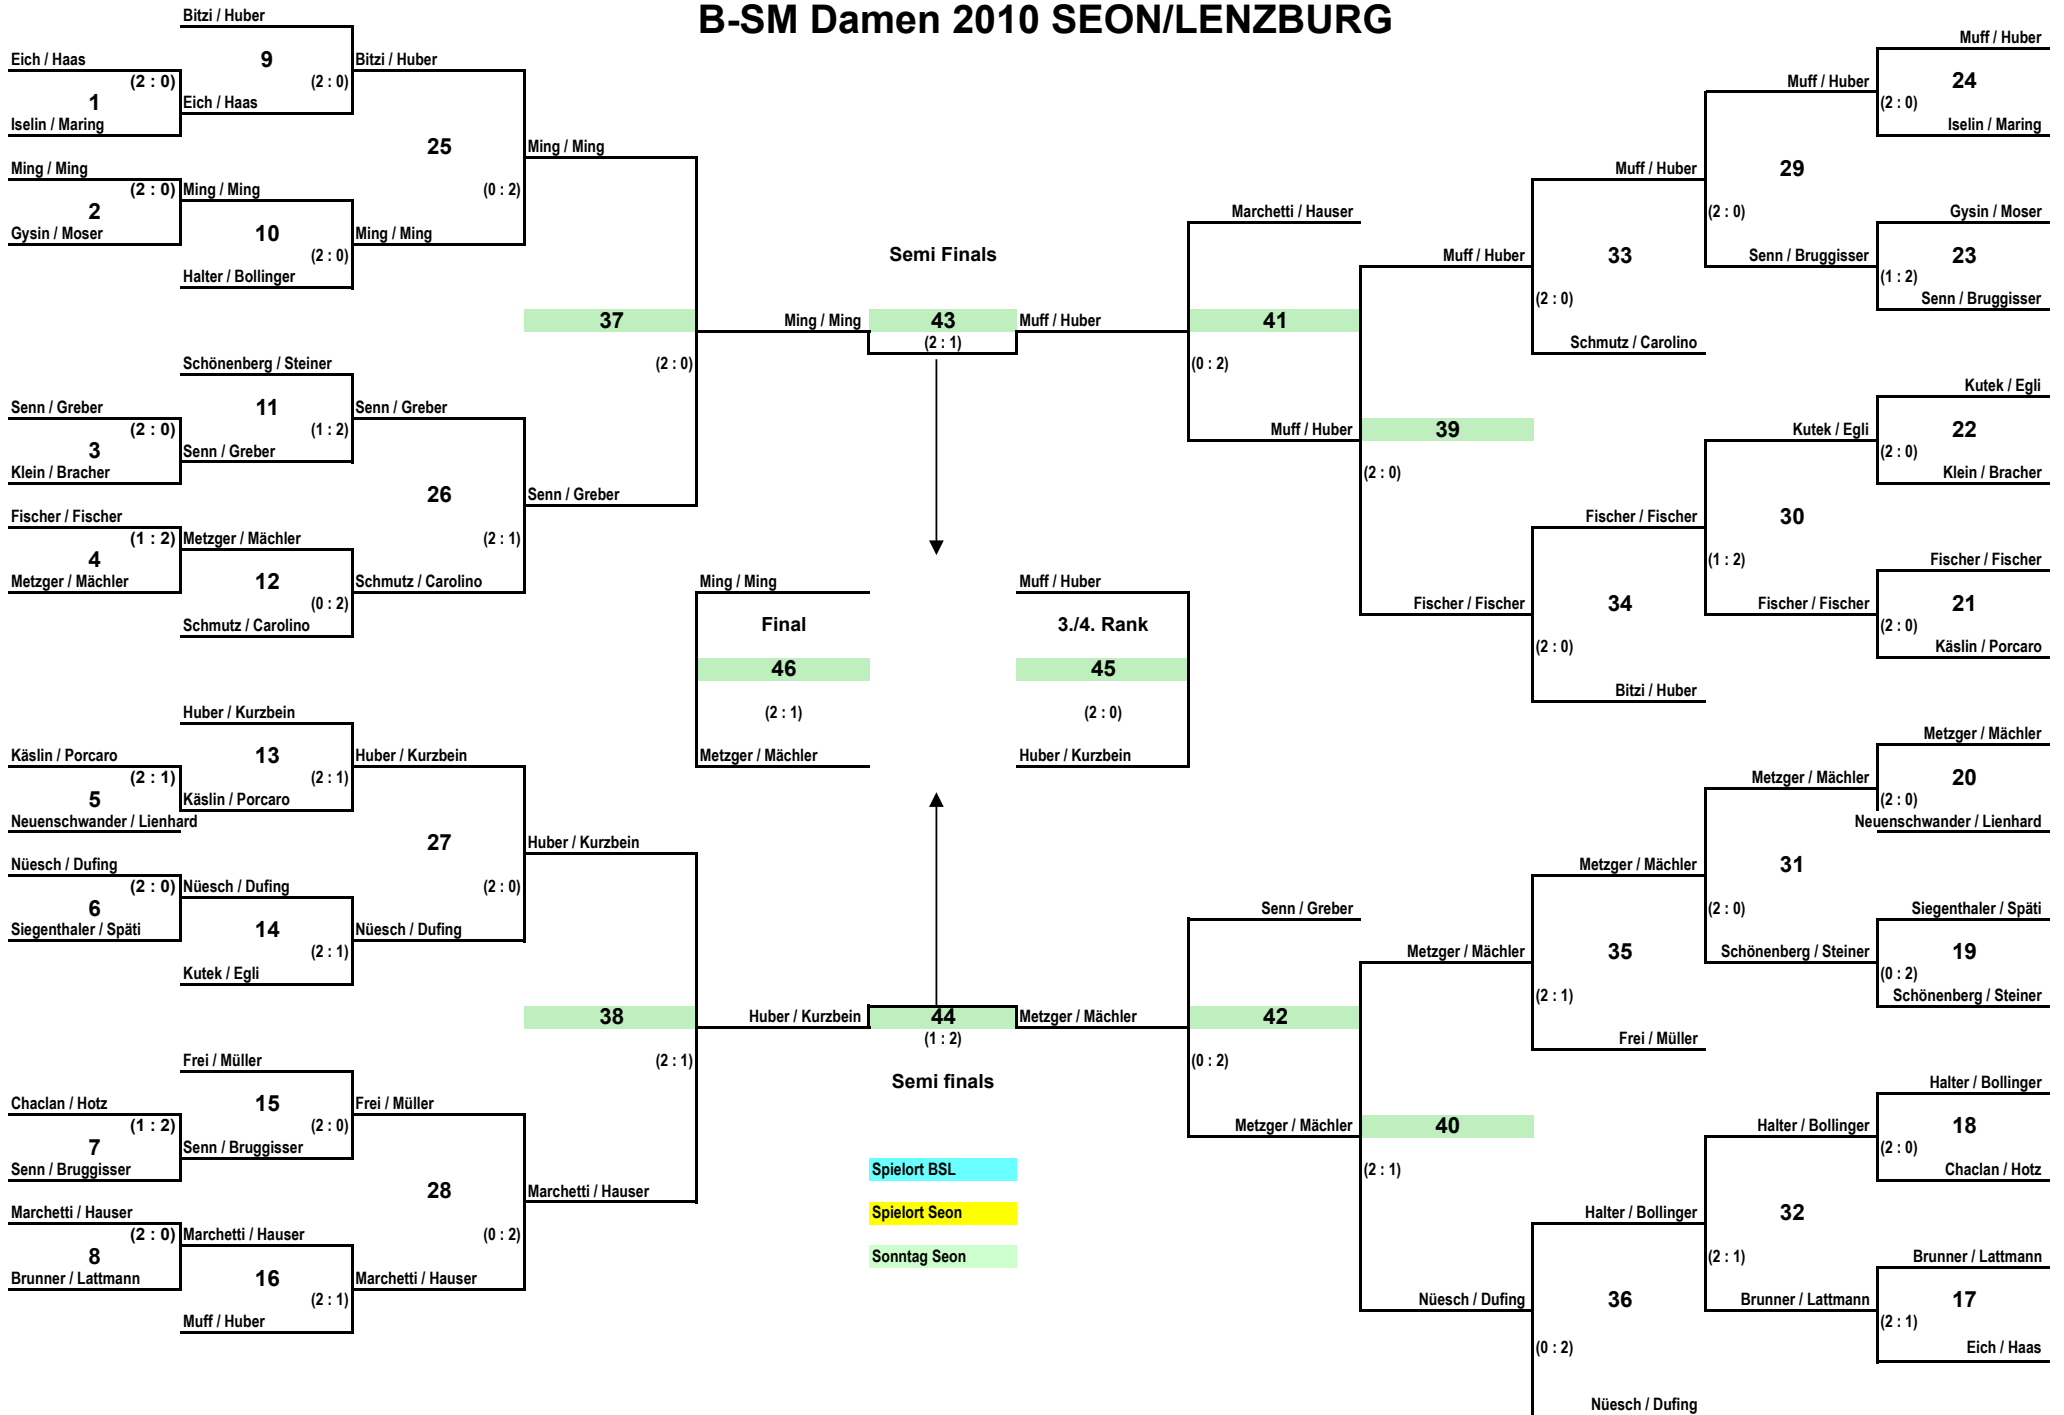 B-SM Damen 2010 SEON/LENZBURG
Bitzi / Huber
Eich / Haas
9
Bitzi / Huber
(2 : 0)
(2 : 0)
1
Eich / Haas
Iselin / Maring
25
Ming / Ming
Ming / Ming
(2 : 0)
Ming / Ming
(0 : 2)
2
Gysin / Moser
10
Ming / Ming
(2 : 0)
Halter / Bollinger
37
(2 : 0)
Schönenberg / Steiner
Senn / Greber
11
Senn / Greber
(2 : 0)
(1 : 2)
3
Senn / Greber
Klein / Bracher
26
Senn / Greber
Fischer / Fischer
(1 : 2)
Metzger / Mächler
(2 : 1)
4
Metzger / Mächler
12
Schmutz / Carolino
(0 : 2)
Schmutz / Carolino
Huber / Kurzbein
Käslin / Porcaro
13
Huber / Kurzbein
(2 : 1)
(2 : 1)
5
Käslin / Porcaro
Neuenschwander / Lienhard
27
Huber / Kurzbein
Nüesch / Dufing
(2 : 0)
Nüesch / Dufing
(2 : 0)
6
Siegenthaler / Späti
14
Nüesch / Dufing
(2 : 1)
Kutek / Egli
38
(2 : 1)
Frei / Müller
Chaclan / Hotz
15
Frei / Müller
(1 : 2)
(2 : 0)
7
Senn / Bruggisser
Senn / Bruggisser
28
Marchetti / Hauser
Marchetti / Hauser
(2 : 0)
Marchetti / Hauser
(0 : 2)
8
Brunner / Lattmann
16
Marchetti / Hauser
(2 : 1)
Muff / Huber
Semi Finals
Ming / Ming
43
Muff / Huber
(2 : 1)
Ming / Ming
Final
46
(2 : 1)
Metzger / Mächler
Muff / Huber
3./4. Rank
45
(2 : 0)
Huber / Kurzbein
Huber / Kurzbein
44
Metzger / Mächler
(1 : 2)
Semi finals
Spielort BSL
Spielort Seon
Sonntag Seon
Marchetti / Hauser
41
(0 : 2)
Muff / Huber
39
(2 : 0)
Muff / Huber
24
Muff / Huber
(2 : 0)
Iselin / Maring
Muff / Huber
29
(2 : 0)
Gysin / Moser
Muff / Huber
33
Senn / Bruggisser
23
(1 : 2)
(2 : 0)
Senn / Bruggisser
Schmutz / Carolino
Kutek / Egli
Kutek / Egli
22
(2 : 0)
Klein / Bracher
Fischer / Fischer
30
(1 : 2)
Fischer / Fischer
Fischer / Fischer
34
Fischer / Fischer
21
(2 : 0)
(2 : 0)
Käslin / Porcaro
Bitzi / Huber
Senn / Greber
42
(0 : 2)
Metzger / Mächler
40
(2 : 1)
Metzger / Mächler
Metzger / Mächler
20
(2 : 0)
Neuenschwander / Lienhard
Metzger / Mächler
31
(2 : 0)
Siegenthaler / Späti
Metzger / Mächler
35
Schönenberg / Steiner
19
(0 : 2)
(2 : 1)
Schönenberg / Steiner
Frei / Müller
Halter / Bollinger
Halter / Bollinger
18
(2 : 0)
Chaclan / Hotz
Halter / Bollinger
32
(2 : 1)
Brunner / Lattmann
Nüesch / Dufing
36
Brunner / Lattmann
17
(2 : 1)
(0 : 2)
Eich / Haas
Nüesch / Dufing